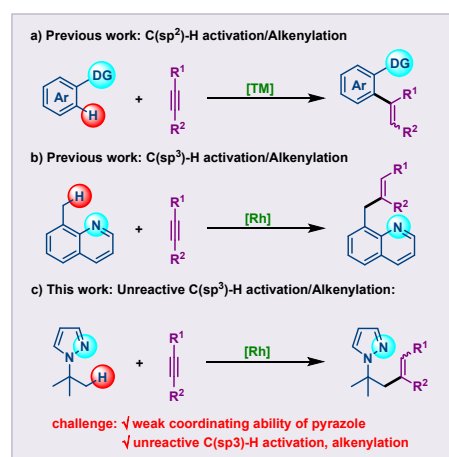 a) Previous work: C(sp²)-H activation/Alkenylation
DG
Ar
H
+
R¹
R²
[TM]
DG
Ar
R¹
R²
b) Previous work: C(sp³)-H activation/Alkenylation
H
N
+
R¹
R²
[Rh]
R¹
R²
N
c) This work: Unreactive C(sp³)-H activation/Alkenylation:
N
N
H
+
R¹
R²
[Rh]
N
N
R¹
R²
challenge: √ weak coordinating ability of pyrazole
√ unreactive C(sp3)-H activation, alkenylation